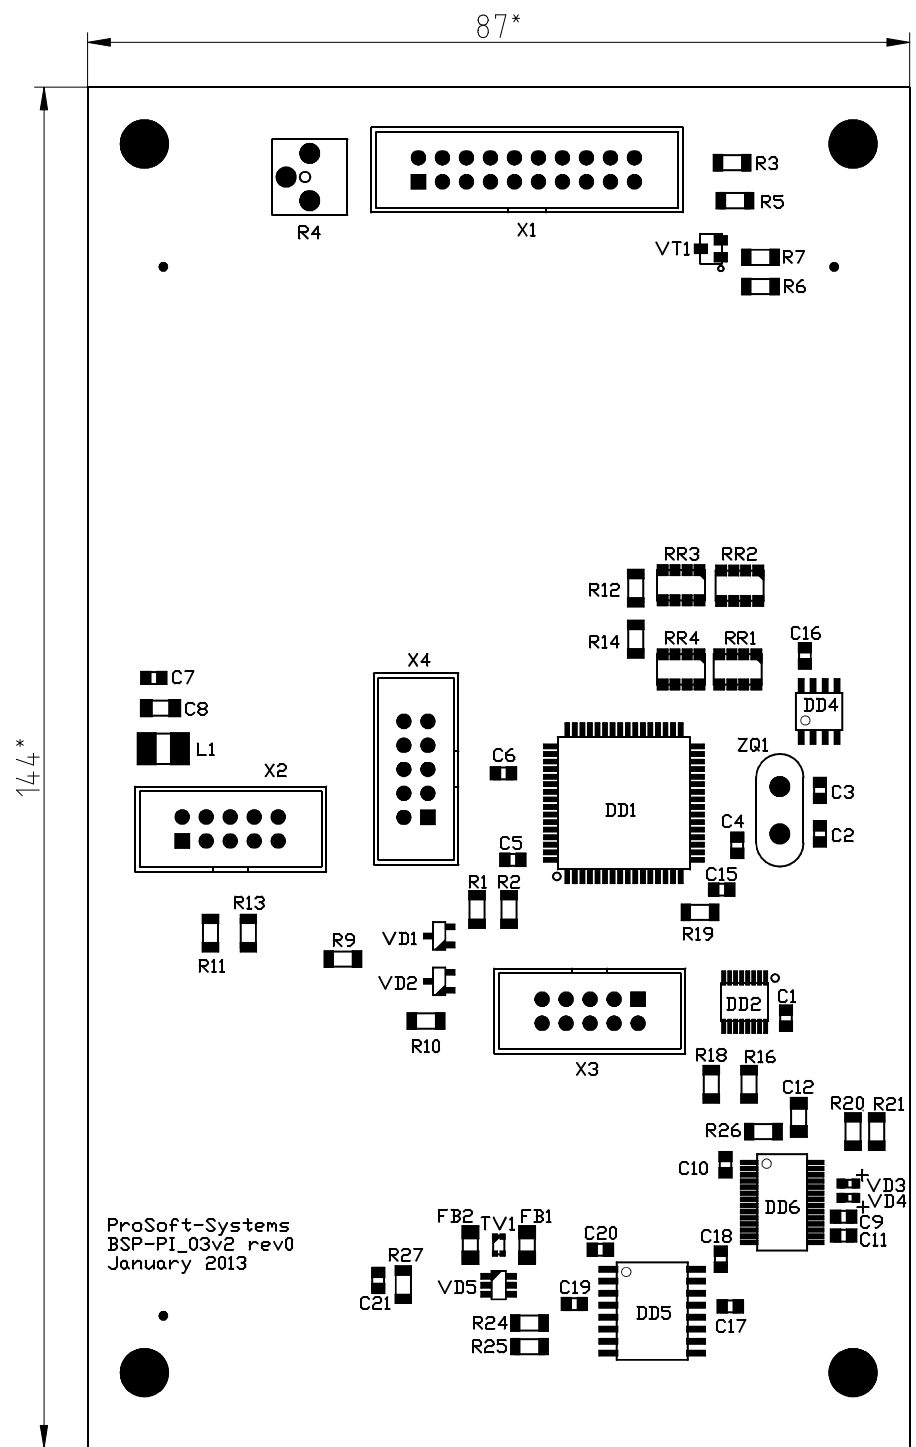 87*
R3
R5
R4
X1
VT1
R7
R6
RR3
RR2
R12
C16
R14
RR4
RR1
X4
C7
DD4
C8
ZQ1
L1
C6
X2
144*
C3
DD1
C4
C2
C5
C15
R1
R2
R13
R19
VD1
R9
R11
VD2
DD2
C1
R10
R18
R16
X3
C12
R20
R21
R26
C10
VD3
VD4
DD6
C9
C11
FB2
TV1
FB1
ProSoft-Systems
BSP-PI_03v2 rev0
January 2013
C20
C18
R27
VD5
C21
C19
DD5
R24
C17
R25